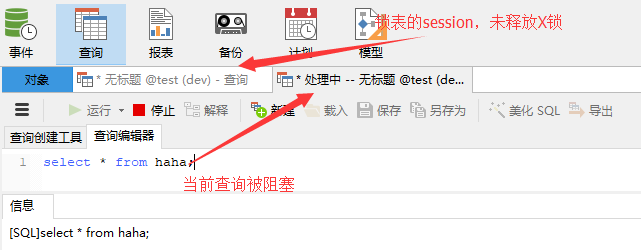 锁表的session，未释放X锁
事件 查询 报表 备份 计划 模型
对象 * 无标题 @test (dev) - 查询 * 处理中 -- 无标题 @test (de...
运行 停止 解释 新建 载入 保存 另存为 美化 SQL 导出
查询创建工具 查询编辑器
1 select * from haha;
当前查询被阻塞
信息
[SQL]select * from haha;